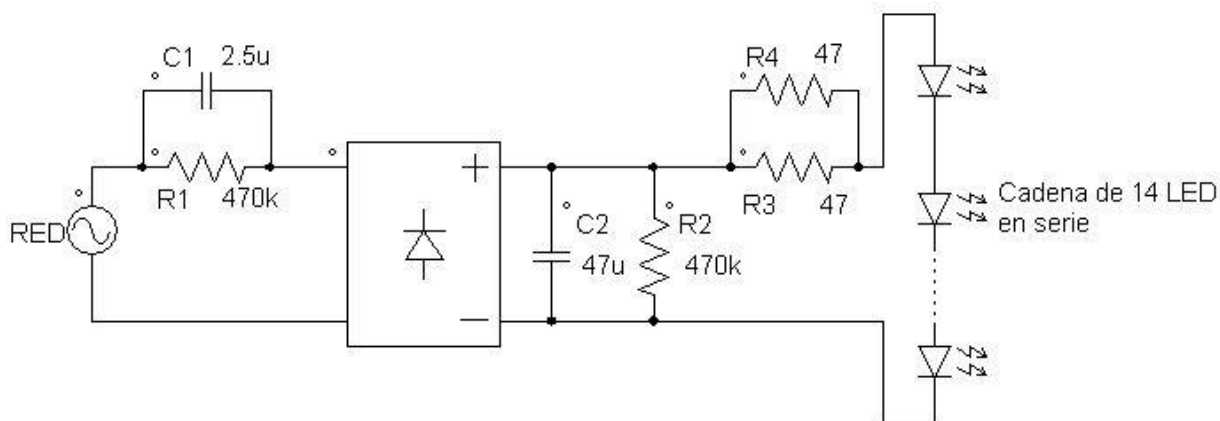 C1 2.5u
R4 47
R1 470k
RED
+
C2
47u
R2
470k
R3 47
Cadena de 14 LED
en serie
—